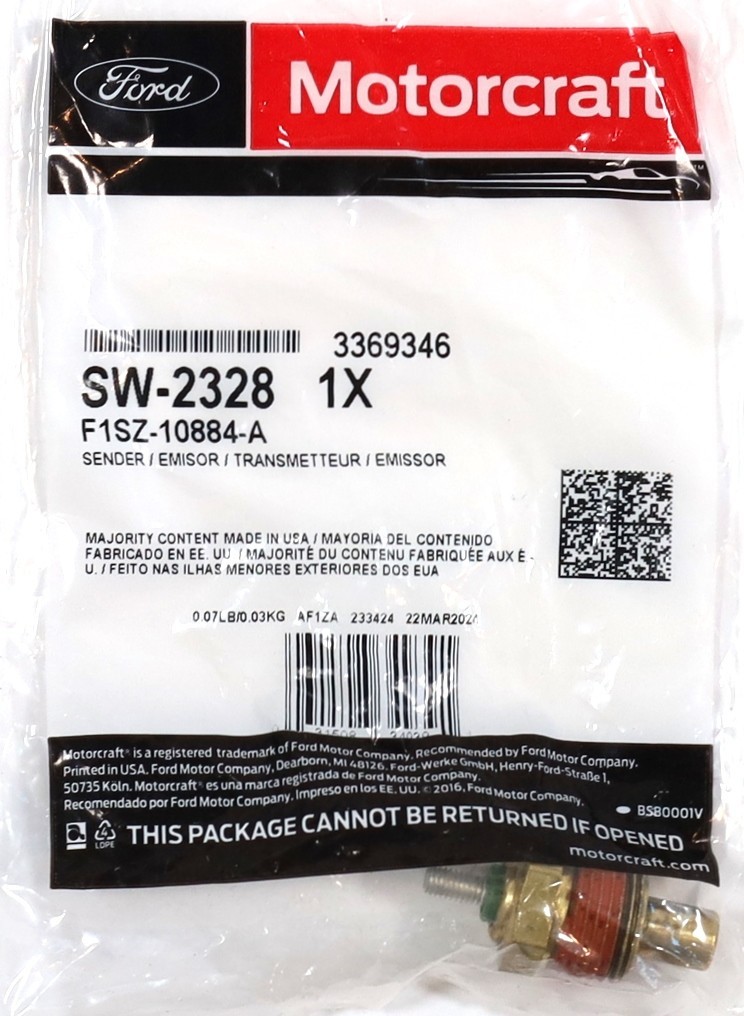 Ford
Motorcraft
™
3369346
SW-2328 1X
F1SZ-10884-A
SENDER / EMISOR / TRANSMETTEUR / EMISSOR
MAJORITY CONTENT MADE IN USA / MAYORIA DEL CONTENIDO
FABRICADO EN EE. UU. / MAJORITÉ DU CONTENU FABRIQUÉE AUX É -
U. / FEITO NAS ILHAS MENORES EXTERIORES DOS EUA
0.07LB/0.03KG AF1ZA 233424 22MAR2024
Motorcraft® is a registered trademark of Ford Motor Company. Recommended by Ford Motor Company.
Printed in USA. Ford Motor Company, Dearborn, MI 48126. Ford-Werke GmbH, Henry-Ford-Straße 1,
50735 Köln. Motorcraft® es una marca registrada de Ford Motor Company.
Recomendado por Ford Motor Company. Impreso en los EE. UU. © 2016, Ford Motor Company.
BSB0001V
4
LDPE
THIS PACKAGE CANNOT BE RETURNED IF OPENED
motorcraft.com